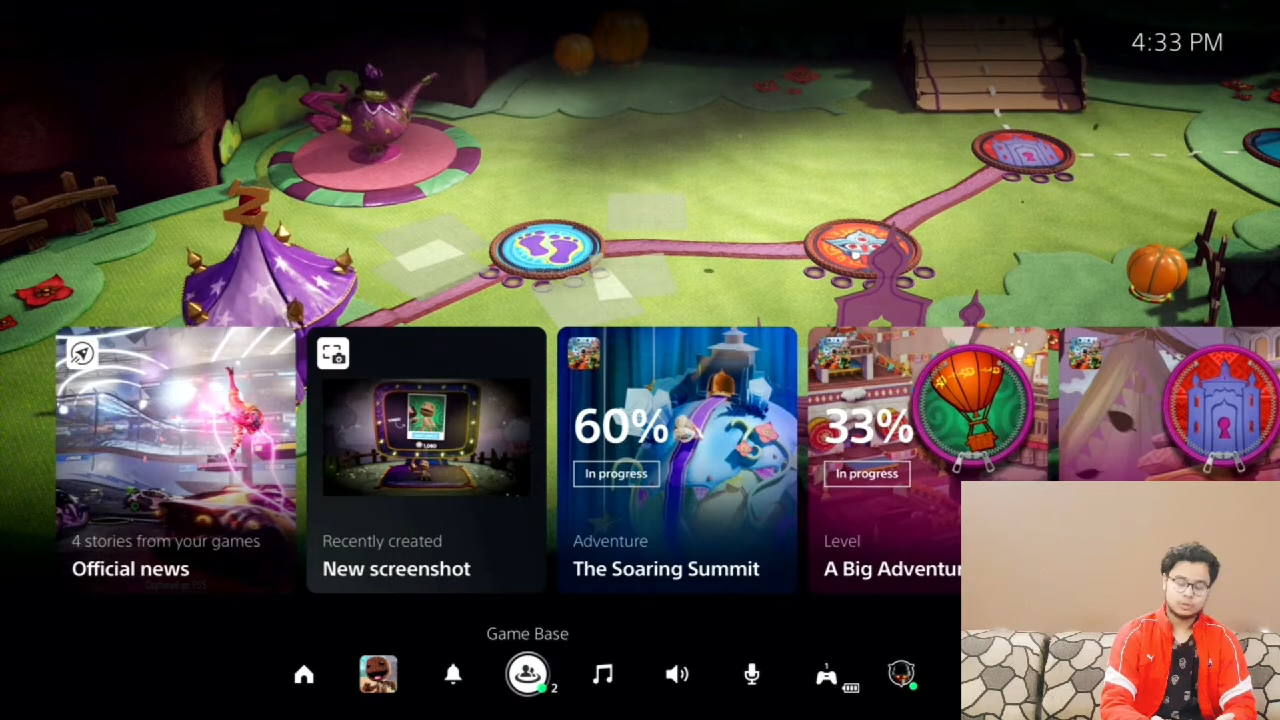 4:33 PM
60%
In progress
4 stories from your games
Official news
Recently created
New screenshot
Adventure
The Soaring Summit
33%
In progress
Level
A Big Adventu
Game Base
2
1